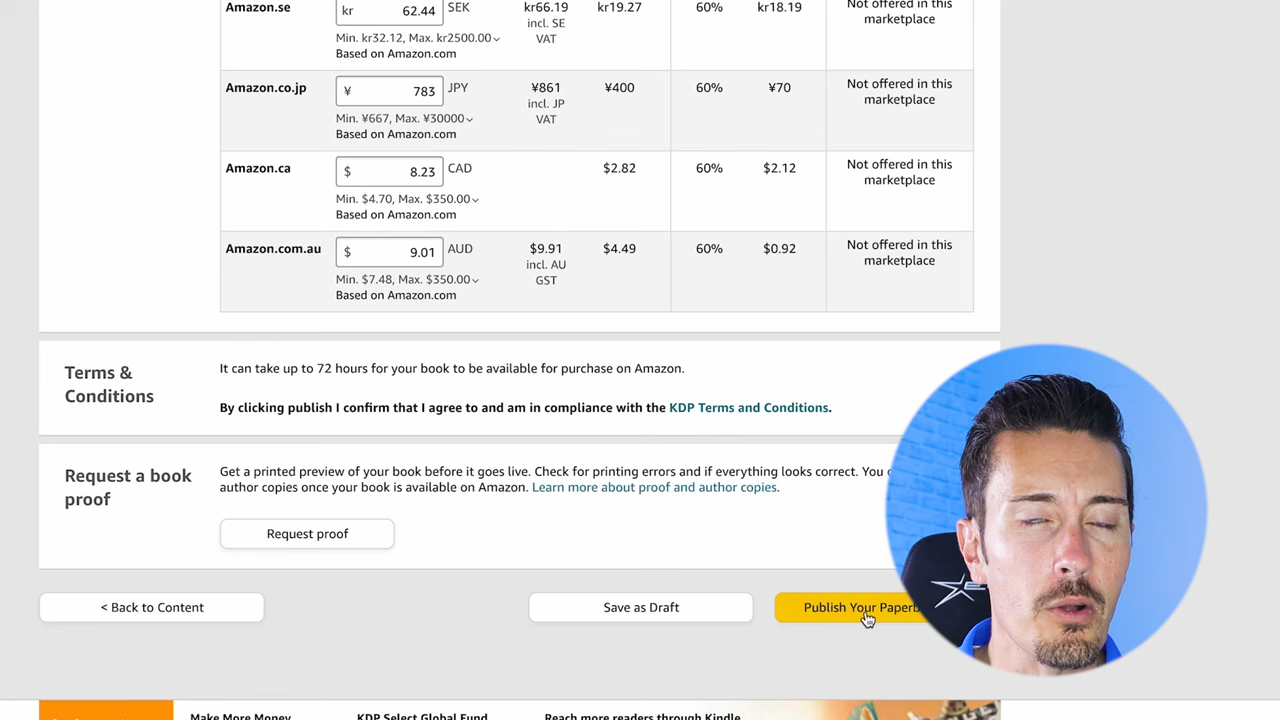 Amazon.se kr 62.44 SEK kr66.19 kr19.27 60% kr18.19 Not offered in this
marketplace
incl. SE
VAT
Min. kr32.12, Max. kr2500.00
Based on Amazon.com
Amazon.co.jp ¥ 783 JPY ¥861 ¥400 60% ¥70 Not offered in this
marketplace
incl. JP
VAT
Min. ¥667, Max. ¥30000
Based on Amazon.com
Amazon.ca $ 8.23 CAD $2.82 60% $2.12 Not offered in this
marketplace
Min. $4.70, Max. $350.00
Based on Amazon.com
Amazon.com.au $ 9.01 AUD $9.91 $4.49 60% $0.92 Not offered in this
marketplace
incl. AU
GST
Min. $7.48, Max. $350.00
Based on Amazon.com
Terms &
Conditions
It can take up to 72 hours for your book to be available for purchase on Amazon.
By clicking publish I confirm that I agree to and am in compliance with the KDP Terms and Conditions.
Request a book
proof
Get a printed preview of your book before it goes live. Check for printing errors and if everything looks correct. You
author copies once your book is available on Amazon. Learn more about proof and author copies.
Request proof
< Back to Content
Save as Draft
Publish Your
Make More Money
KDP Select Global Fund
Reach more readers through Kindle